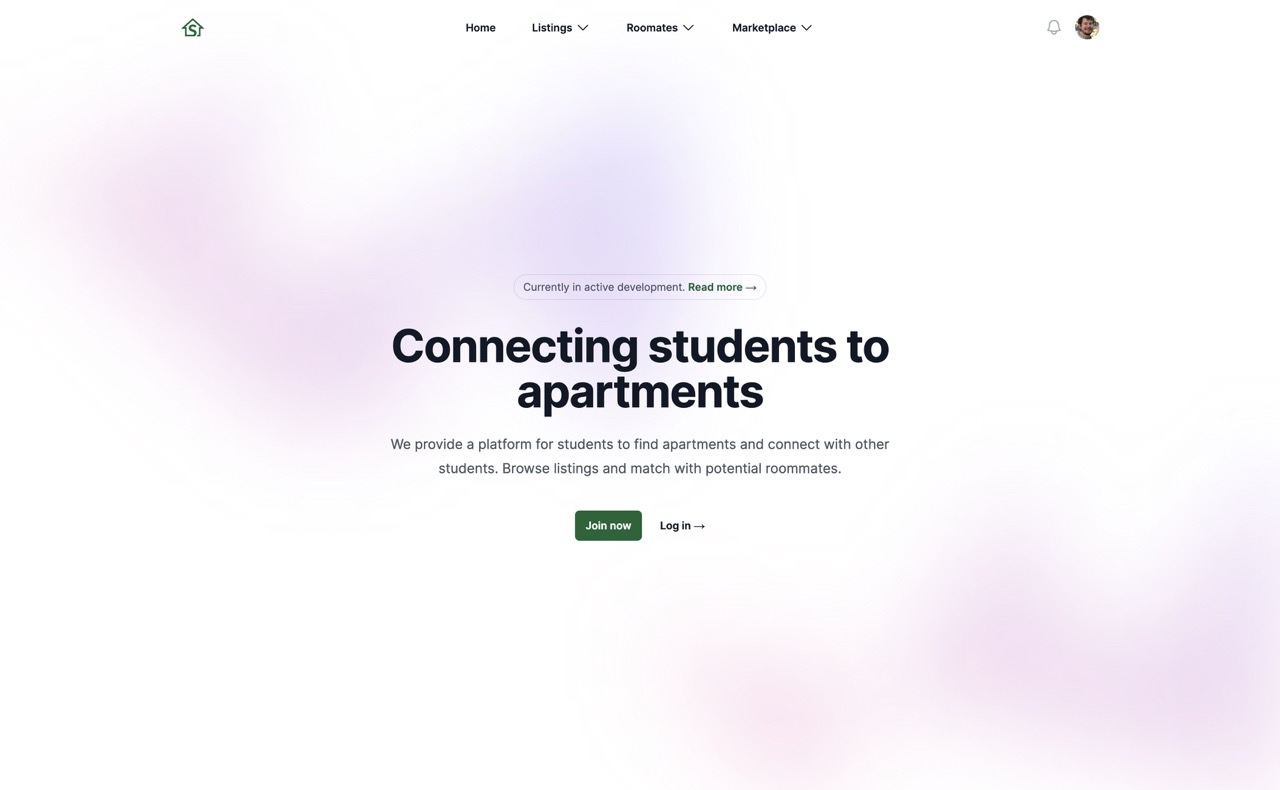 S
Home
Listings
Roomates
Marketplace
Currently in active development. Read more →
Connecting students to
apartments
We provide a platform for students to find apartments and connect with other
students. Browse listings and match with potential roommates.
Join now
Log in →